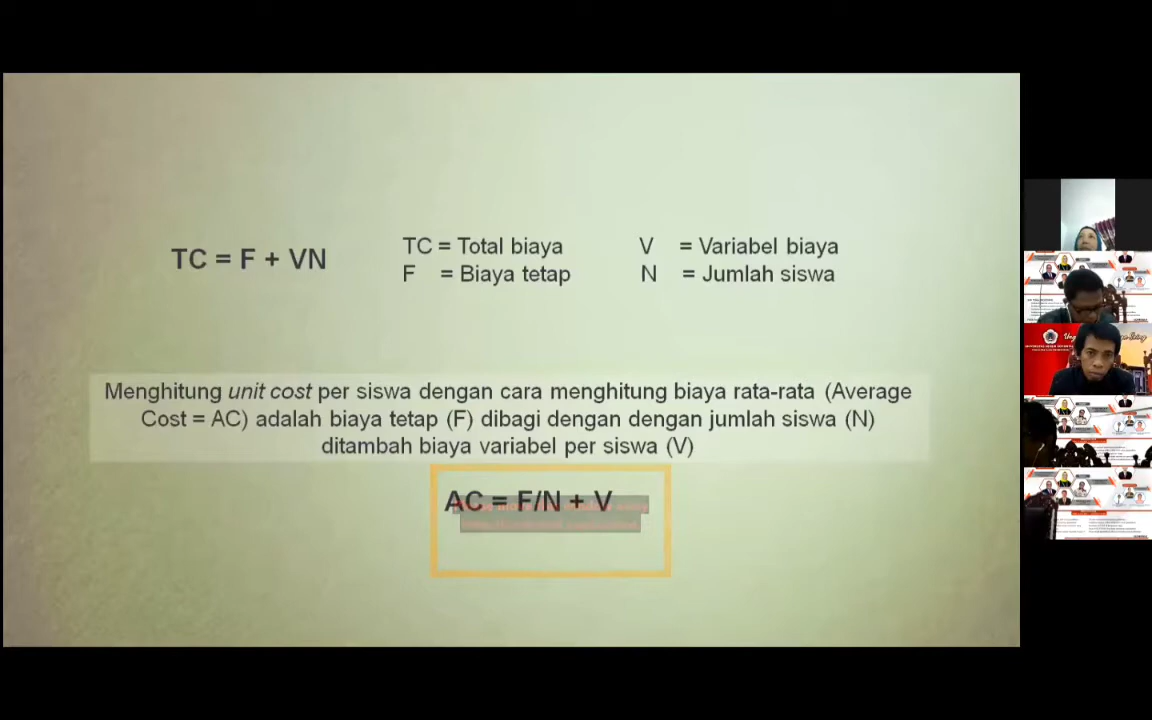 TC = F + VN
TC = Total biaya
F = Biaya tetap
V = Variabel biaya
N = Jumlah siswa
Menghitung unit cost per siswa dengan cara menghitung biaya rata-rata (Average
Cost = AC) adalah biaya tetap (F) dibagi dengan dengan jumlah siswa (N)
ditambah biaya variabel per siswa (V)
AC = F/N + V